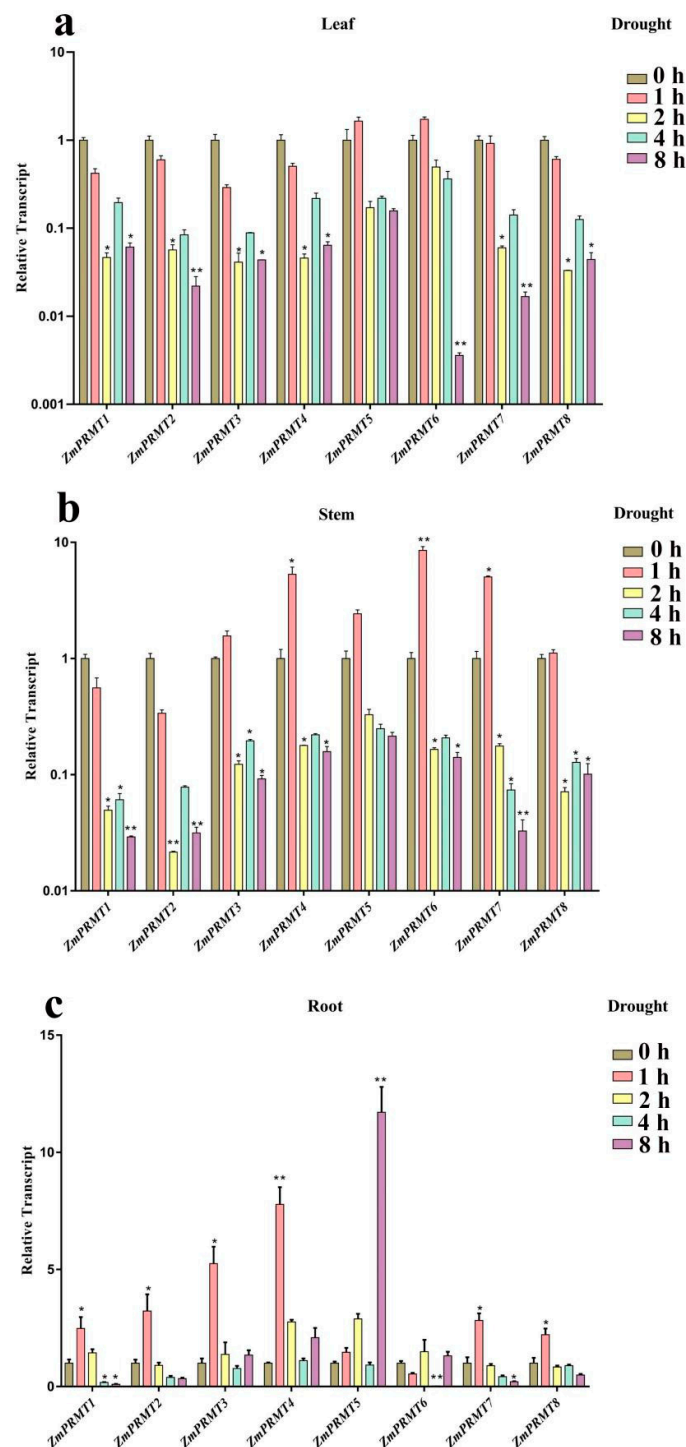 a
Leaf
Drought
0 h
1 h
2 h
4 h
8 h
Relative Transcript
10
1
0.1
0.01
0.001
* * ** * * * * ** * ** * *
*
**
ZmPRMT1 ZmPRMT2 ZmPRMT3 ZmPRMT4 ZmPRMT5 ZmPRMT6 ZmPRMT7 ZmPRMT8
b
Stem
Drought
0 h
1 h
2 h
4 h
8 h
Relative Transcript
10
1
0.1
0.01
ZmPRMT1 ZmPRMT2 ZmPRMT3 ZmPRMT4 ZmPRMT5 ZmPRMT6 ZmPRMT7 ZmPRMT8
c
Root
Drought
0 h
1 h
2 h
4 h
8 h
Relative Transcript
15
10
5
0
ZmPRMT1 ZmPRMT2 ZmPRMT3 ZmPRMT4 ZmPRMT5 ZmPRMT6 ZmPRMT7 ZmPRMT8